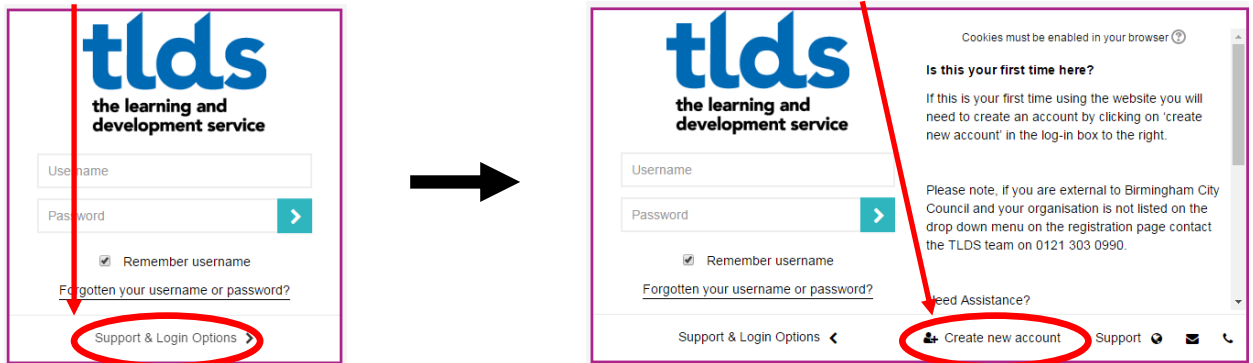 tlds
the learning and
development service
Username
Password
Remember username
Forgotten your username or password?
Support & Login Options
tlds
the learning and
development service
Username
Password
Remember username
Forgotten your username or password?
Support & Login Options
Cookies must be enabled in your browser ?
Is this your first time here?
If this is your first time using the website you will
need to create an account by clicking on 'create
new account' in the log-in box to the right.
Please note, if you are external to Birmingham City
Council and your organisation is not listed on the
drop down menu on the registration page contact
the TLDS team on 0121 303 0990.
Need Assistance?
Create new account
Support